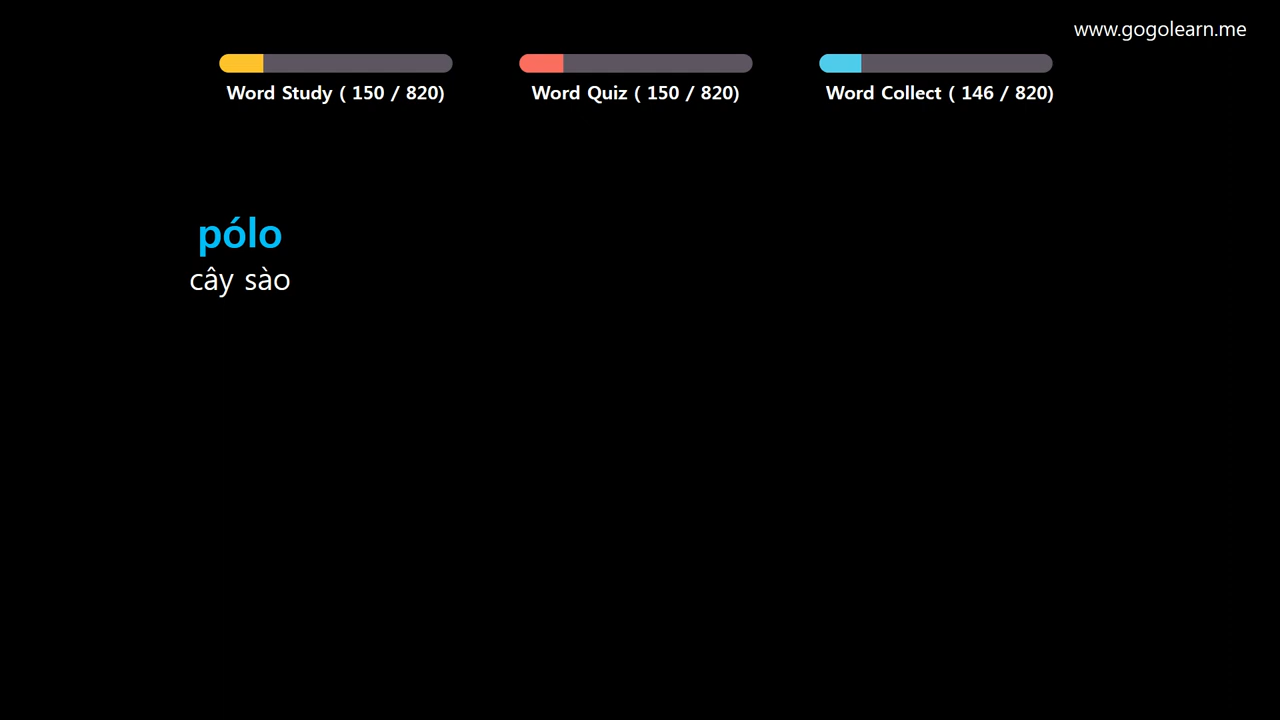 www.gogolearn.me
Word Study ( 150 / 820)
Word Quiz ( 150 / 820)
Word Collect ( 146 / 820)
pólo
cây sào